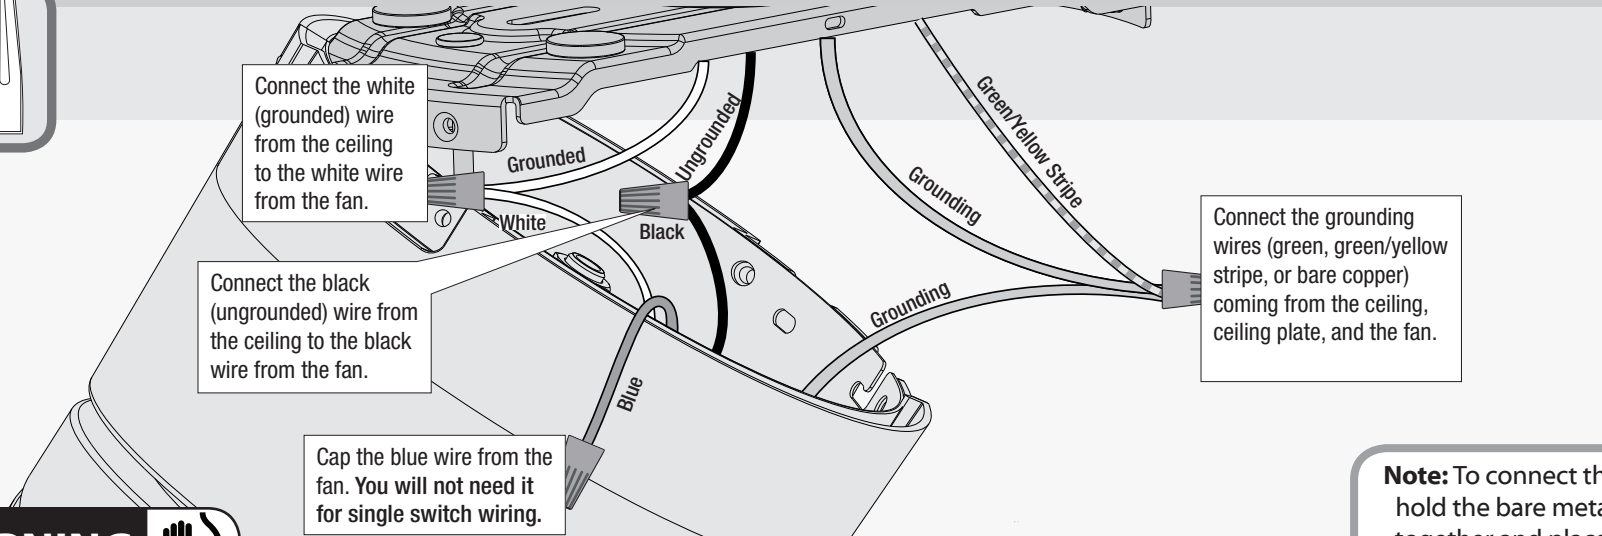 Connect the white
(grounded) wire
from the ceiling
to the white wire
from the fan.
Grounded
White
Ungrounded
Black
Green/Yellow Stripe
Grounding
Grounding
Connect the black
(ungrounded) wire from
the ceiling to the black
wire from the fan.
Connect the grounding
wires (green, green/yellow
stripe, or bare copper)
coming from the ceiling,
ceiling plate, and the fan.
Blue
Cap the blue wire from the
fan. You will not need it
for single switch wiring.
Note: To connect
hold the bare
together and